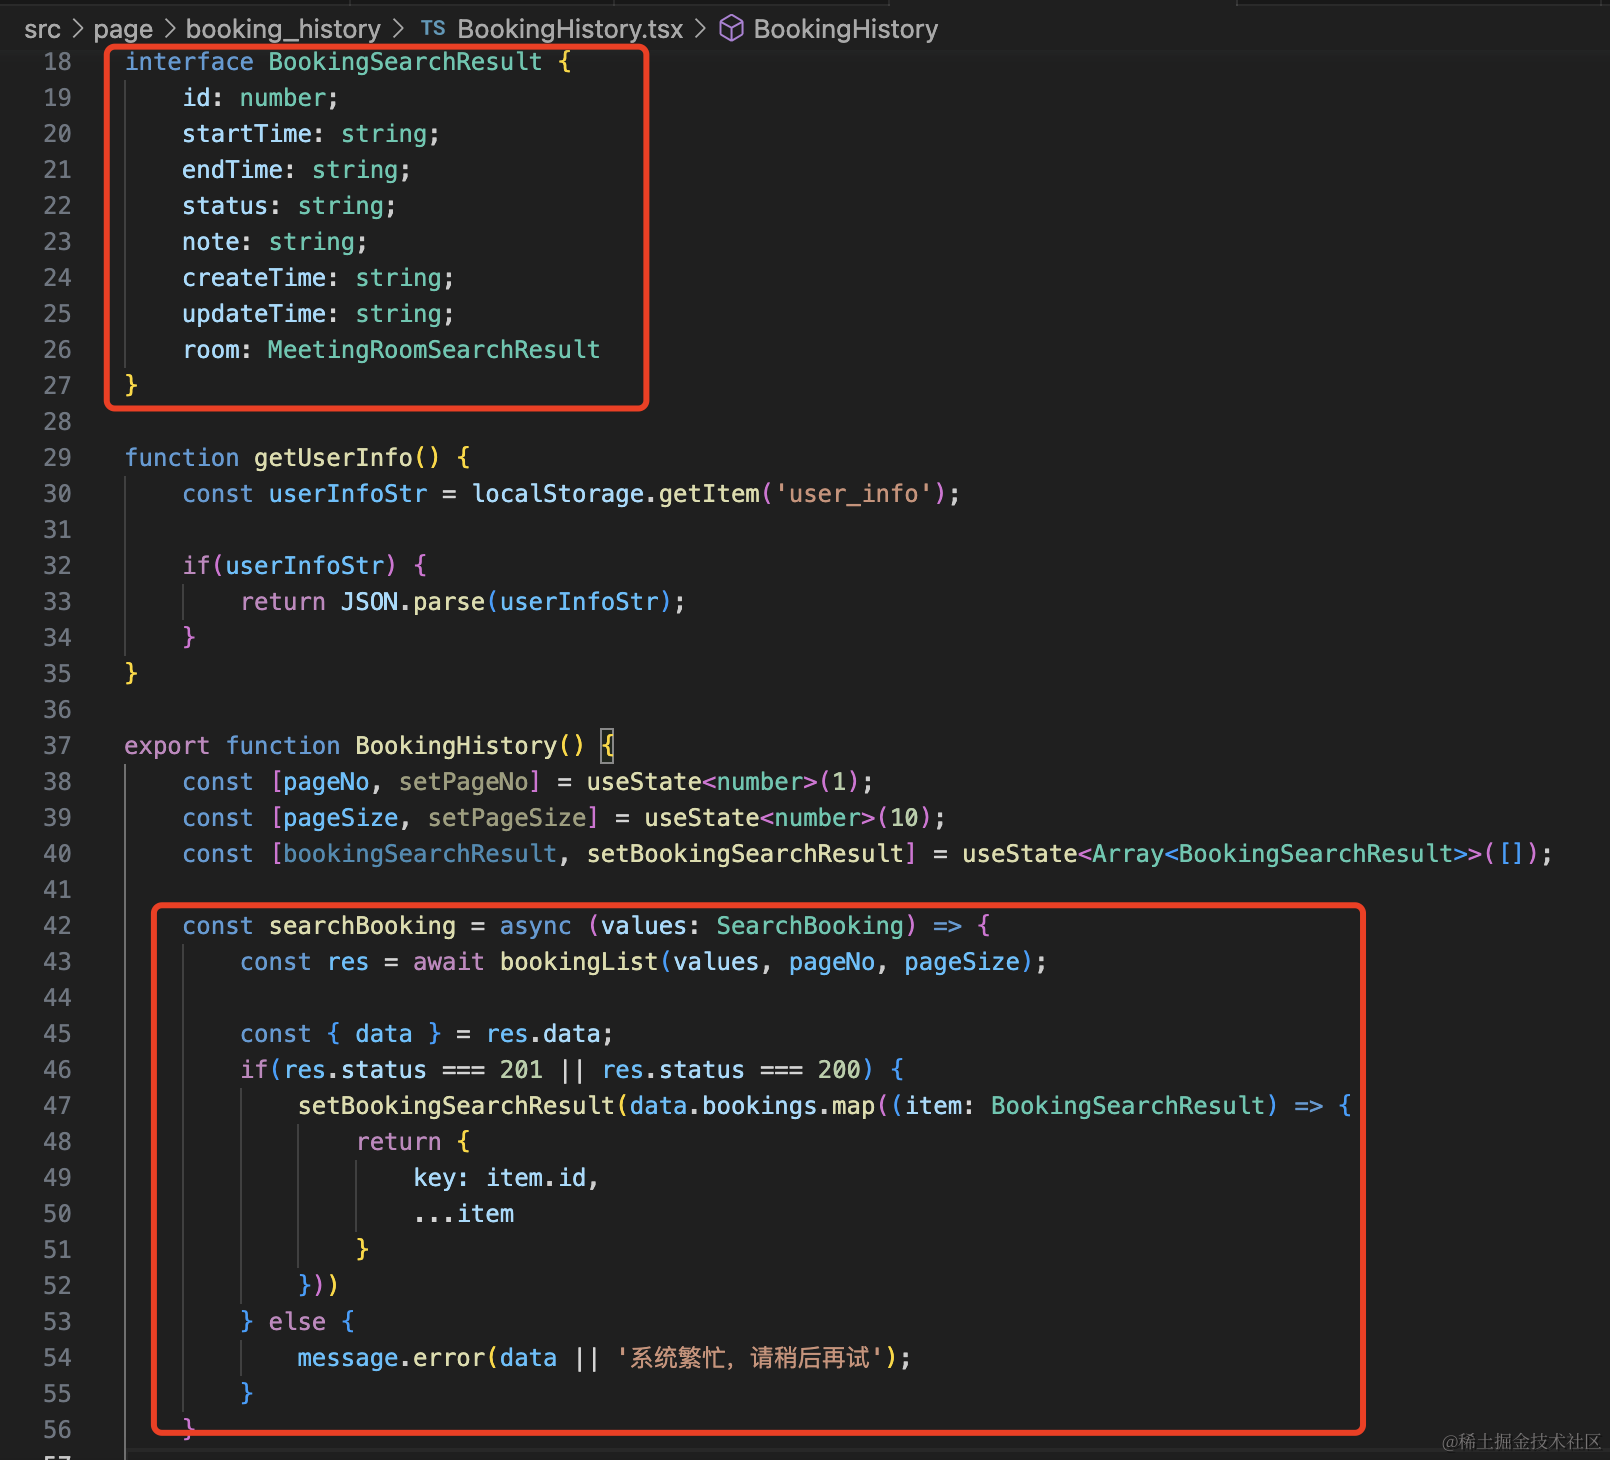 src > page > booking_history > TS BookingHistory.tsx > BookingHistory
18 interface BookingSearchResult {
19     id: number;
20     startTime: string;
21     endTime: string;
22     status: string;
23     note: string;
24     createTime: string;
25     updateTime: string;
26     room: MeetingRoomSearchResult
27 }
28
29 function getUserInfo() {
30     const userInfoStr = localStorage.getItem('user_info');
31
32     if(userInfoStr) {
33         return JSON.parse(userInfoStr);
34     }
35 }
36
37 export function BookingHistory() {
38     const [pageNo, setPageNo] = useState<number>(1);
39     const [pageSize, setPageSize] = useState<number>(10);
40     const [bookingSearchResult, setBookingSearchResult] = useState<Array<BookingSearchResult>>([]);
41
42     const searchBooking = async (values: SearchBooking) => {
43         const res = await bookingList(values, pageNo, pageSize);
44
45         const { data } = res.data;
46         if(res.status === 201 || res.status === 200) {
47             setBookingSearchResult(data.bookings.map((item: BookingSearchResult) => {
48                 return {
49                     key: item.id,
50                     ...item
51                 }
52             }))
53         } else {
54             message.error(data || '系统繁忙，请稍后再试');
55         }
56     }
57
@稀土掘金技术社区